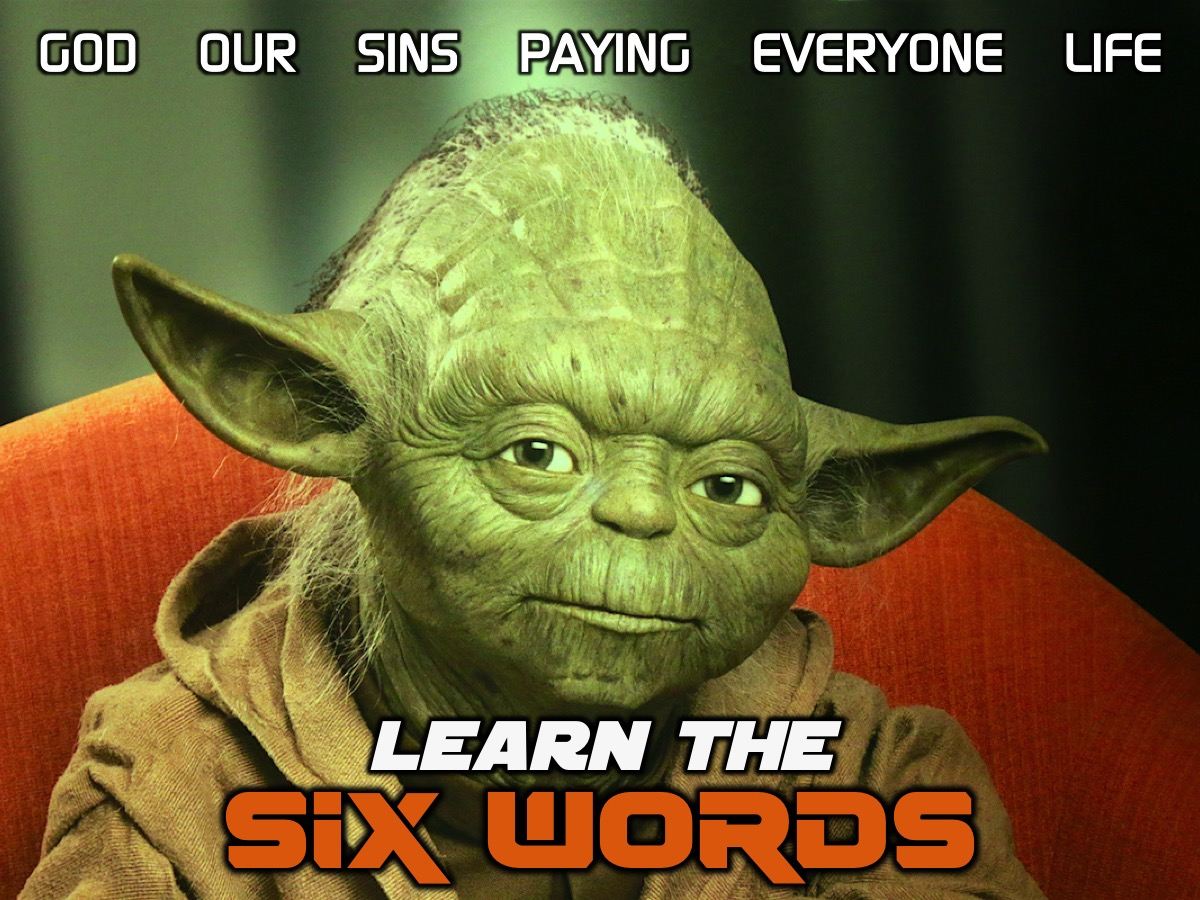 GOD OUR SINS PAYING EVERYONE LIFE
LEARN THE
SIX WORDS